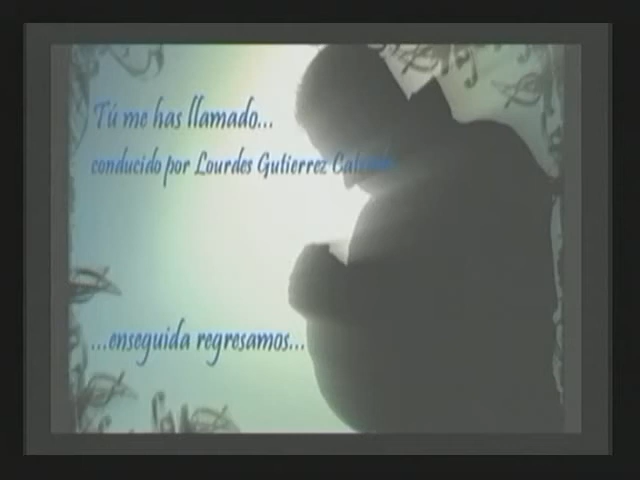 Tú me has llamado...
conducido por Lourdes Gutierrez
...enseguida regresamos...